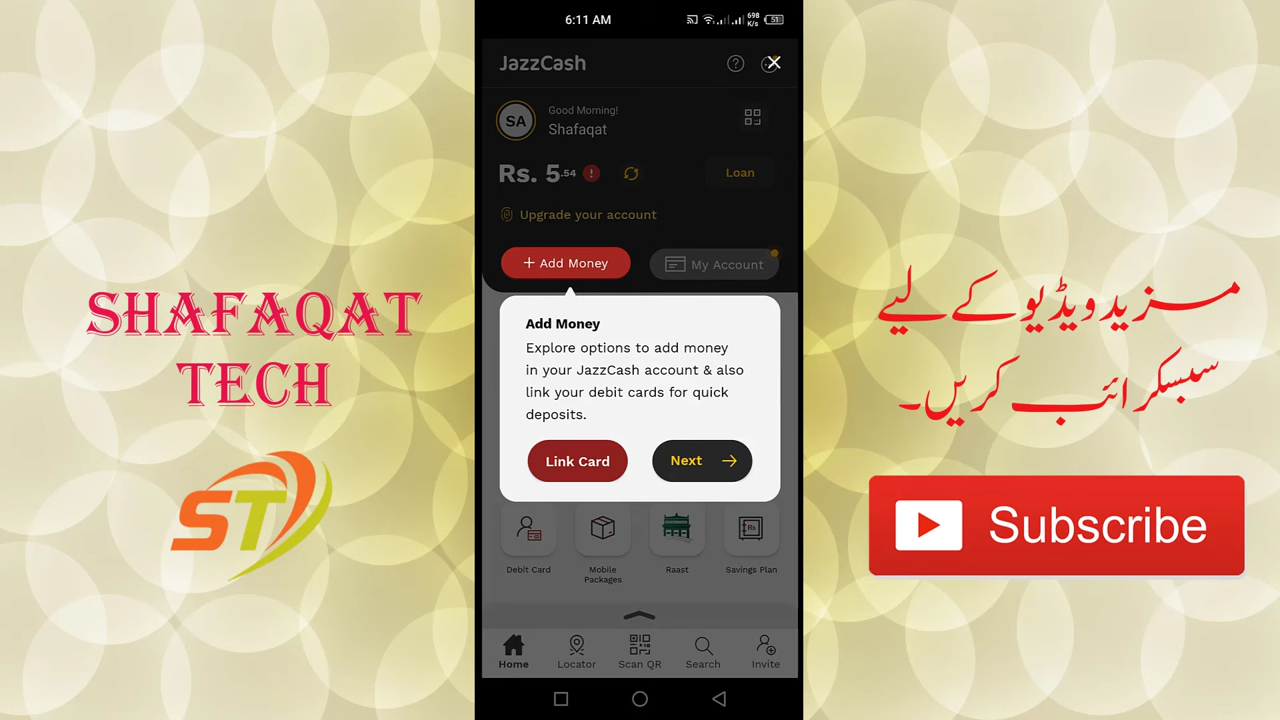 SHAFAQAT
TECH
ST
6:11 AM
698
K/s
51
JazzCash
SA
Good Morning!
Shafaqat
Rs. 5.54
Loan
Upgrade your account
+ Add Money
My Account
Add Money
Explore options to add money
in your JazzCash account & also
link your debit cards for quick
deposits.
Link Card
Next →
Rs
Debit Card
Mobile
Packages
Raast
Savings Plan
Home
Locator
Scan QR
Search
Invite
مزید ویڈیو کے لیے
سبسکرائب کریں۔
Subscribe